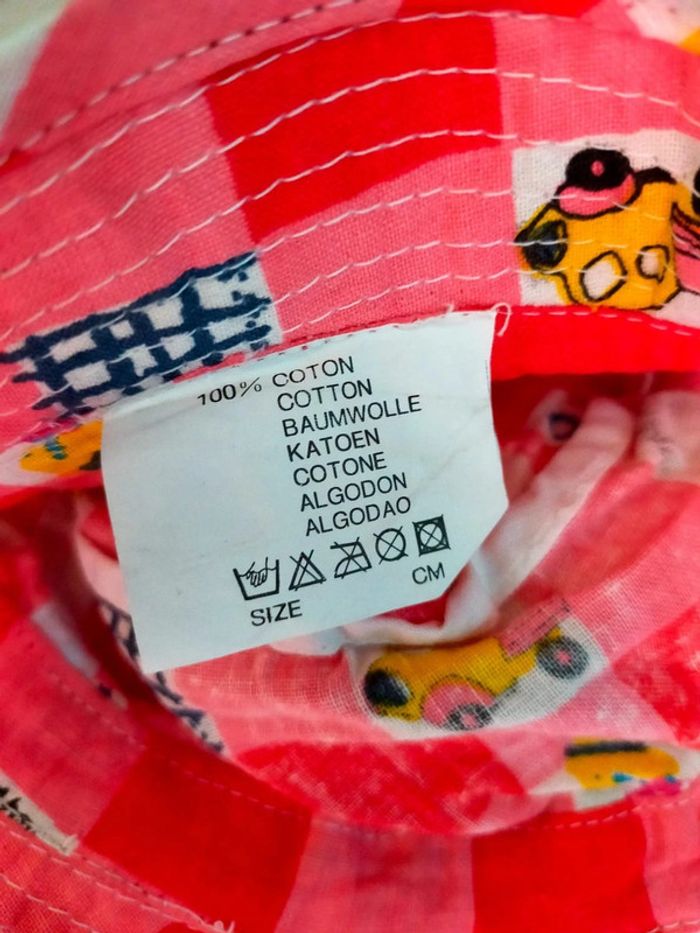 100% COTON
COTTON
BAUMWOLLE
KATOEN
COTONE
ALGODON
ALGODAO
SIZE CM